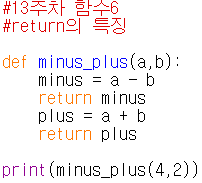 #13주차 함수6
#return의 특징

def minus_plus(a,b):
    minus = a - b
    return minus
    plus = a + b
    return plus

print(minus_plus(4,2))